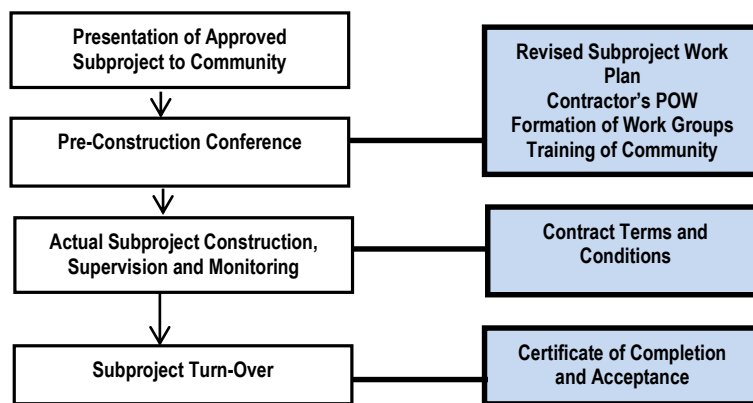 Presentation of Approved
Subproject to Community
Revised Subproject Work
Plan
Contractor's POW
Formation of Work Groups
Training of Community
Pre-Construction Conference
Actual Subproject Construction,
Supervision and Monitoring
Contract Terms and
Conditions
Subproject Turn-Over
Certificate of Completion
and Acceptance